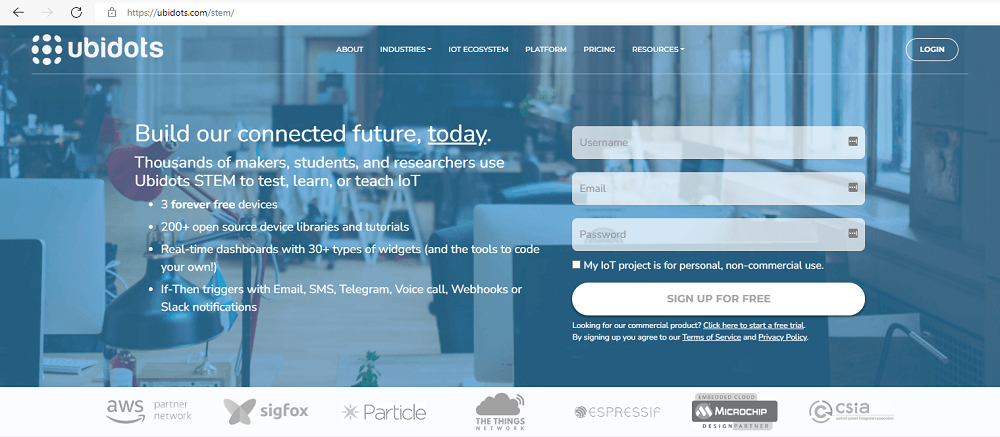 https://ubidots.com/stem/
ubidots
ABOUT INDUSTRIES IOT ECOSYSTEM PLATFORM PRICING RESOURCES LOGIN
Build our connected future, today.
Thousands of makers, students, and researchers use
Ubidots STEM to test, learn, or teach IoT
3 forever free devices
200+ open source device libraries and tutorials
Real-time dashboards with 30+ types of widgets (and the tools to code
your own!)
If-Then triggers with Email, SMS, Telegram, Voice call, Webhooks or
Slack notifications
Username
Email
Password
My IoT project is for personal, non-commercial use.
SIGN UP FOR FREE
Looking for our commercial product? Click here to start a free trial.
By signing up you agree to our Terms of Service and Privacy Policy.
aws partner network
sigfox
Particle
THE THINGS
NETWORK
ESPRESSIF
EMBEDDED CLOUD
MICROCHIP
DESIGN PARTNER
csia